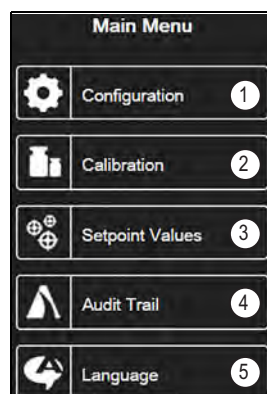 Main Menu
Configuration 1
Calibration 2
Setpoint Values 3
Audit Trail 4
Language 5